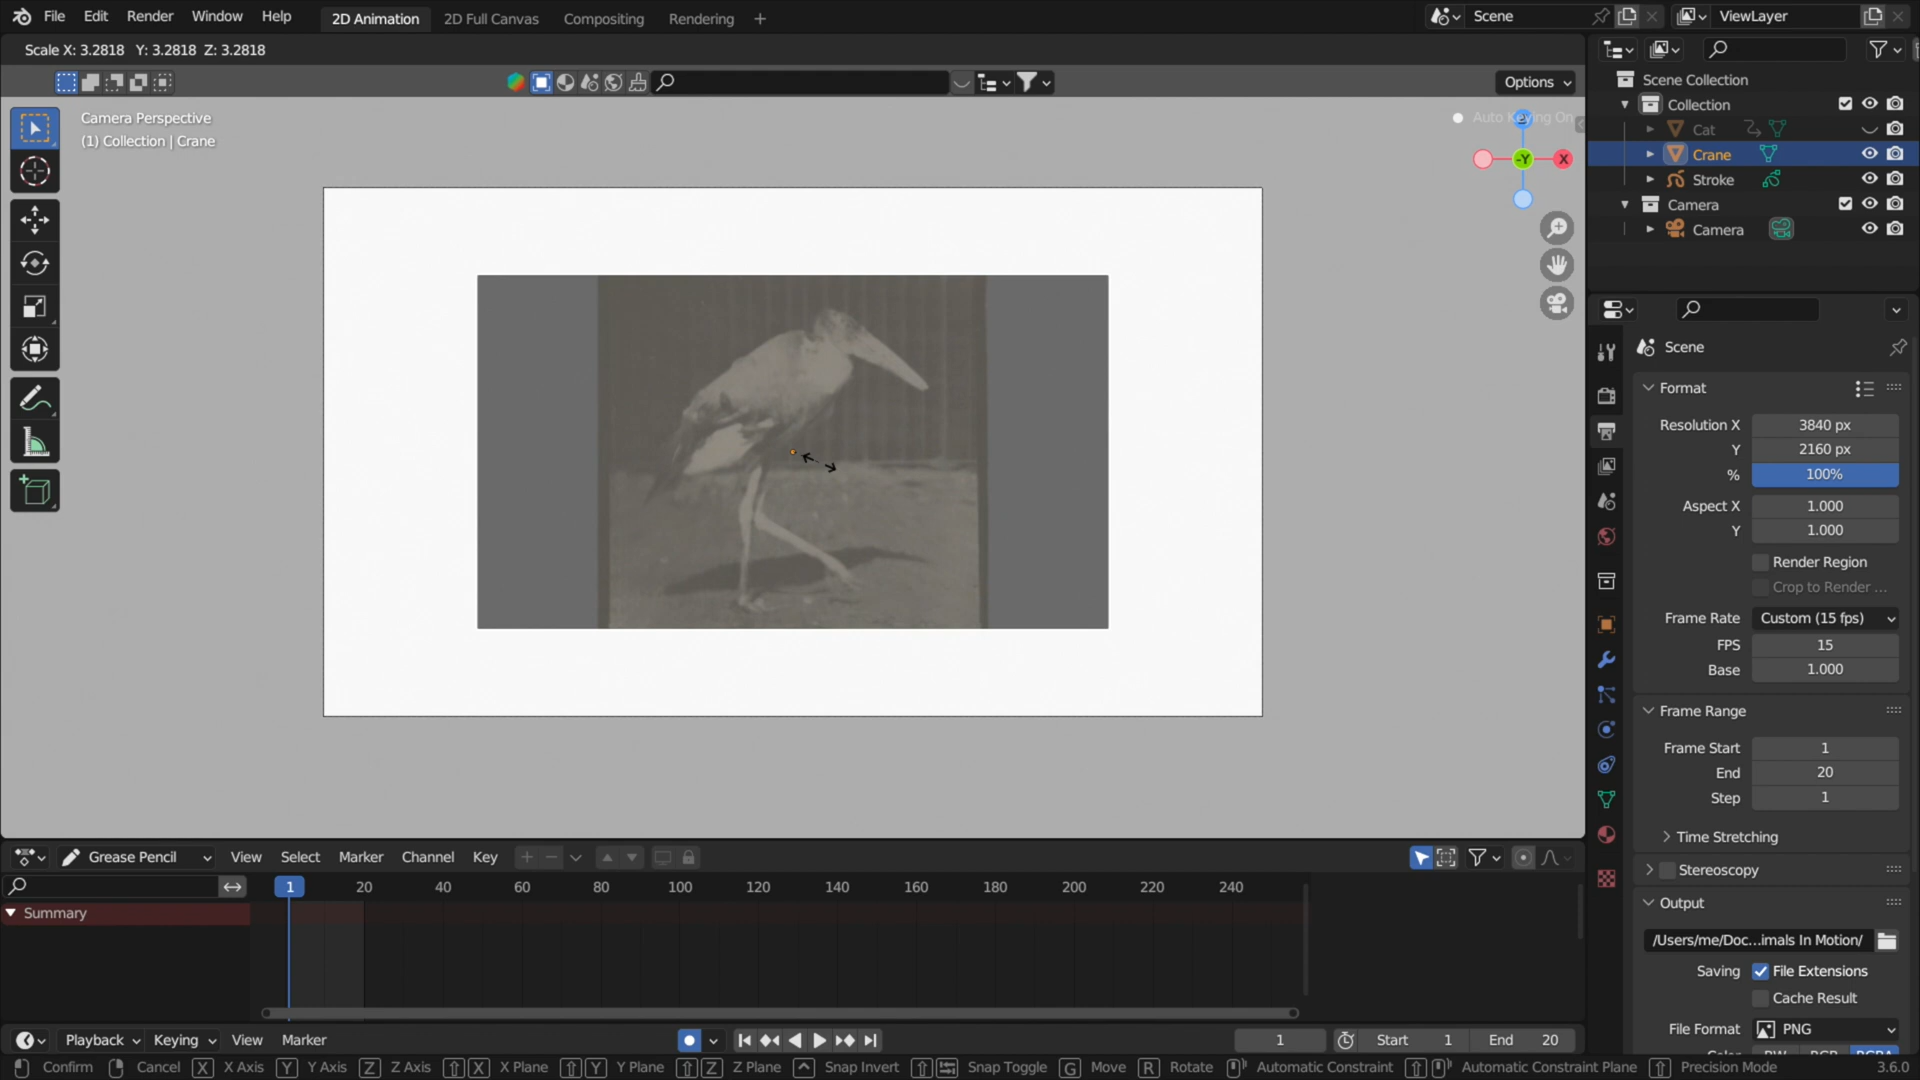 File Edit Render Window Help 2D Animation 2D Full Canvas Compositing Rendering + Scene ViewLayer
Scale X: 3.2818 Y: 3.2818 Z: 3.2818
Options
Camera Perspective
(1) Collection | Crane
Auto Keying On
-Y X
Scene Collection
Collection
Cat
Crane
Stroke
Camera
Camera
Scene
Format
Resolution X 3840 px
Y 2160 px
% 100%
Aspect X 1.000
Y 1.000
Render Region
Crop to Render ...
Frame Rate Custom (15 fps)
FPS 15
Base 1.000
Frame Range
Frame Start 1
End 20
Step 1
Time Stretching
Stereoscopy
Output
/Users/me/Doc...imals In Motion/
Saving File Extensions
Cache Result
File Format PNG
Color BW RGB RGBA
Grease Pencil View Select Marker Channel Key
1 20 40 60 80 100 120 140 160 180 200 220 240
Summary
Playback Keying View Marker 1 Start 1 End 20
Confirm Cancel X X Axis Y Y Axis Z Z Axis X X Plane Y Y Plane Z Z Plane Snap Invert Snap Toggle G Move R Rotate Automatic Constraint Automatic Constraint Plane Precision Mode 3.6.0